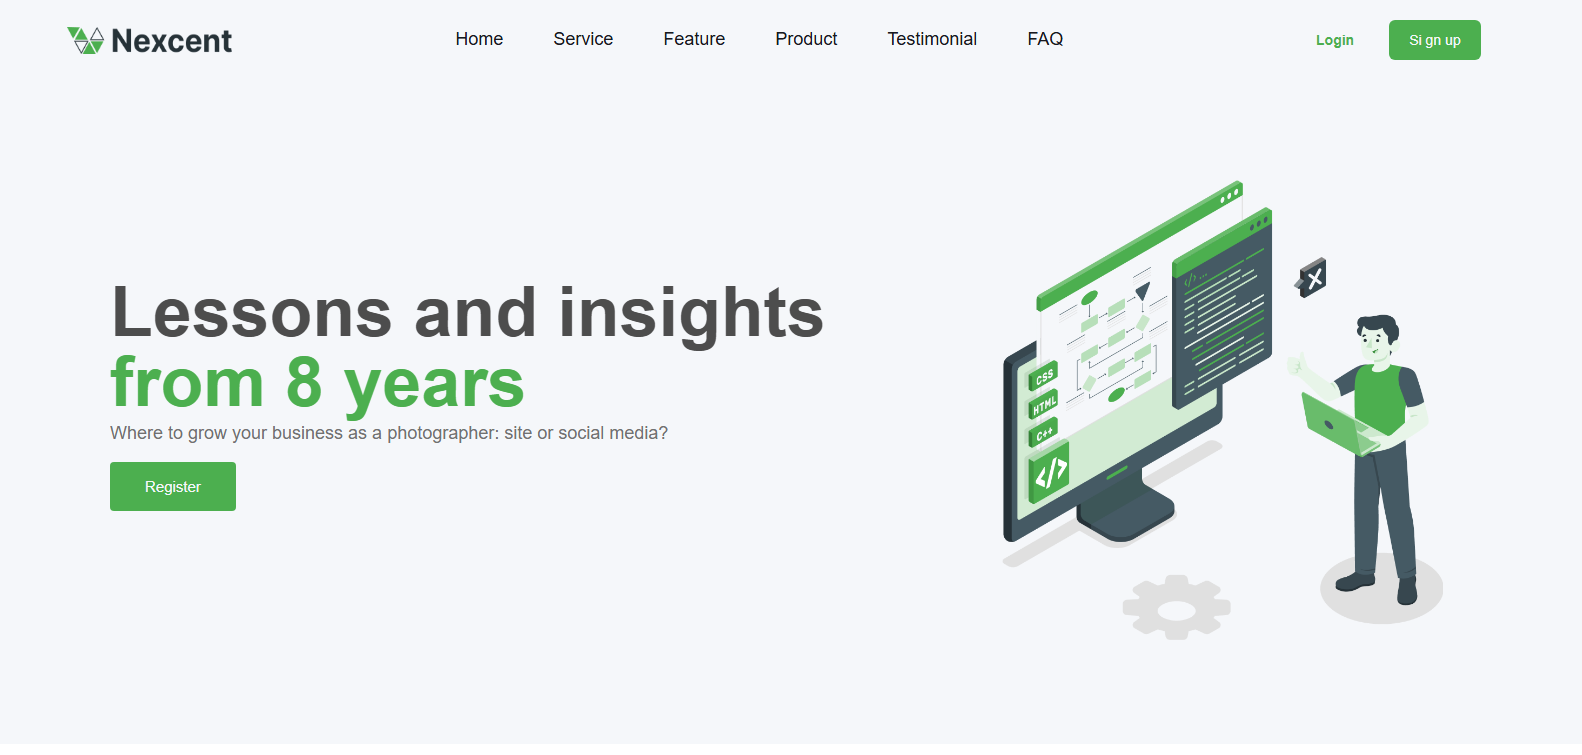 Nexcent
Home Service Feature Product Testimonial FAQ
Login
Si gn up
Lessons and insights
from 8 years
Where to grow your business as a photographer: site or social media?
Register
CSS
HTML
C++
</>
</>...